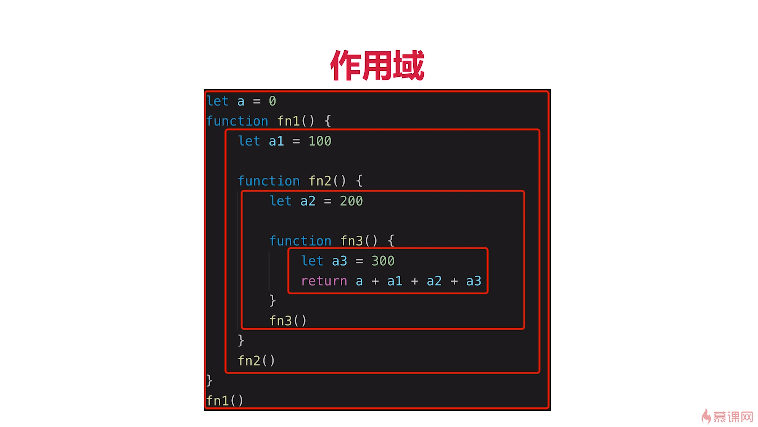 作用域
let a = 0
function fn1() {
    let a1 = 100

    function fn2() {
        let a2 = 200

        function fn3() {
            let a3 = 300
            return a + a1 + a2 + a3
        }
        fn3()
    }
    fn2()
}
fn1()
慕课网